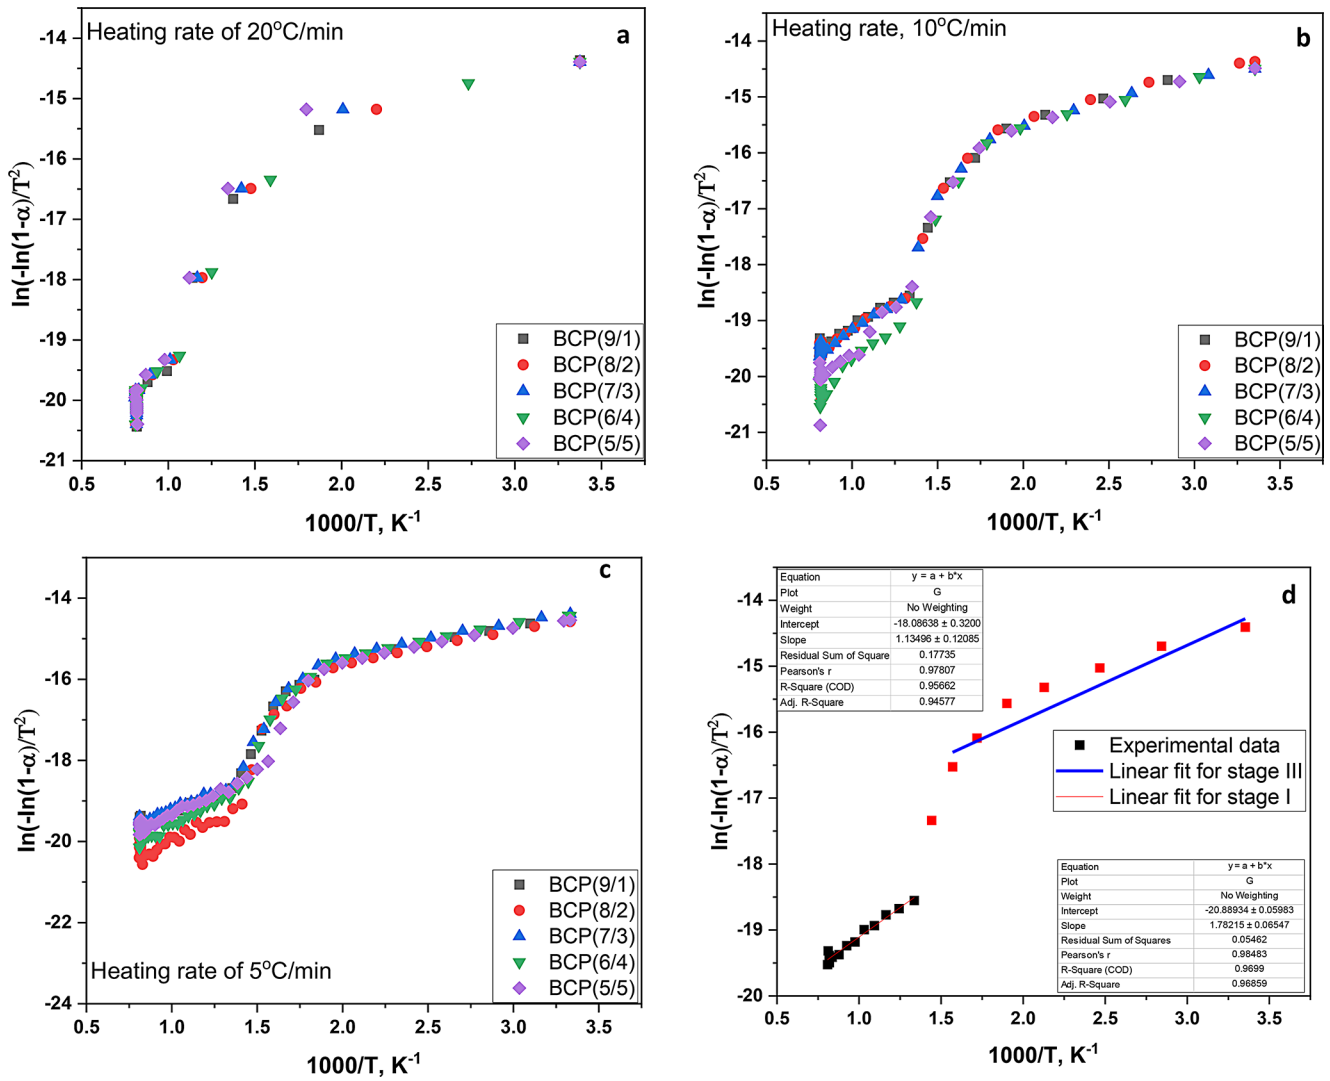 Heating rate of 20°C/min
a
ln(-ln(1-α)/T²)
-14
-15
-16
-17
-18
-19
-20
-21
BCP(9/1)
BCP(8/2)
BCP(7/3)
BCP(6/4)
BCP(5/5)
0.5 1.0 1.5 2.0 2.5 3.0 3.5
1000/T, K⁻¹
Heating rate, 10°C/min
b
ln(-ln(1-α)/T²)
-14
-15
-16
-17
-18
-19
-20
-21
BCP(9/1)
BCP(8/2)
BCP(7/3)
BCP(6/4)
BCP(5/5)
0.5 1.0 1.5 2.0 2.5 3.0 3.5
1000/T, K⁻¹
c
ln(-ln(1-α)/T²)
-14
-16
-18
-20
-22
-24
BCP(9/1)
BCP(8/2)
BCP(7/3)
BCP(6/4)
BCP(5/5)
Heating rate of 5°C/min
0.5 1.0 1.5 2.0 2.5 3.0 3.5
1000/T, K⁻¹
d
ln(-ln(1-α)/T²)
-14
-15
-16
-17
-18
-19
-20
Equation y = a + b*x
Plot G
Weight No Weighting
Intercept -18.08638 ± 0.3200
Slope 1.13496 ± 0.12085
Residual Sum of Square 0.17735
Pearson's r 0.97807
R-Square (COD) 0.95662
Adj. R-Square 0.94577
Experimental data
Linear fit for stage III
Linear fit for stage I
Equation y = a + b*x
Plot G
Weight No Weighting
Intercept -20.88934 ± 0.05983
Slope 1.78215 ± 0.06547
Residual Sum of Squares 0.05462
Pearson's r 0.98483
R-Square (COD) 0.9699
Adj. R-Square 0.96859
0.5 1.0 1.5 2.0 2.5 3.0 3.5
1000/T, K⁻¹